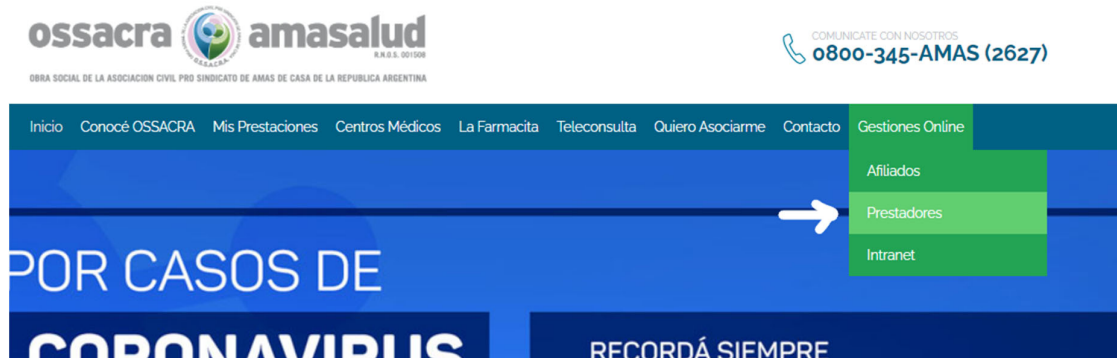 ossacra amasalud
R.N.O.S. 001508
OBRA SOCIAL DE LA ASOCIACION CIVIL PRO SINDICATO DE AMAS DE CASA DE LA REPUBLICA ARGENTINA
COMUNICATE CON NOSOTROS
0800-345-AMAS (2627)
Inicio Conocé OSSACRA Mis Prestaciones Centros Médicos La Farmacita Teleconsulta Quiero Asociarme Contacto Gestiones Online
Afiliados
Prestadores
Intranet
POR CASOS DE
CORONAVIRUS
RECORDÁ SIEMPRE